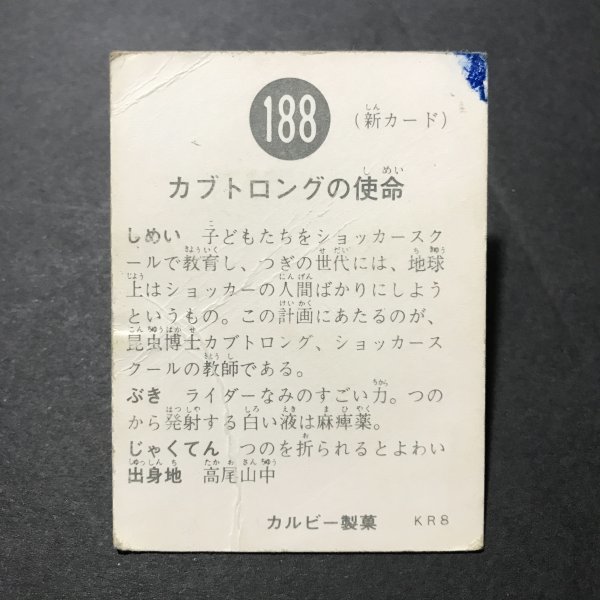 188
(新カード)
カブトロングの使命
しめい 子どもたちをショッカースク
ールで教育し、つぎの世代には、地球
上はショッカーの人間ばかりにしよう
というもの。この計画にあたるのが、
昆虫博士カブトロング、ショッカース
クールの教師である。
ぶき ライダーなみのすごい力。つの
から発射する白い液は麻痺薬。
じゃくてん つのを折られるとよわい
出身地 高尾山中
カルビー製菓 KR8